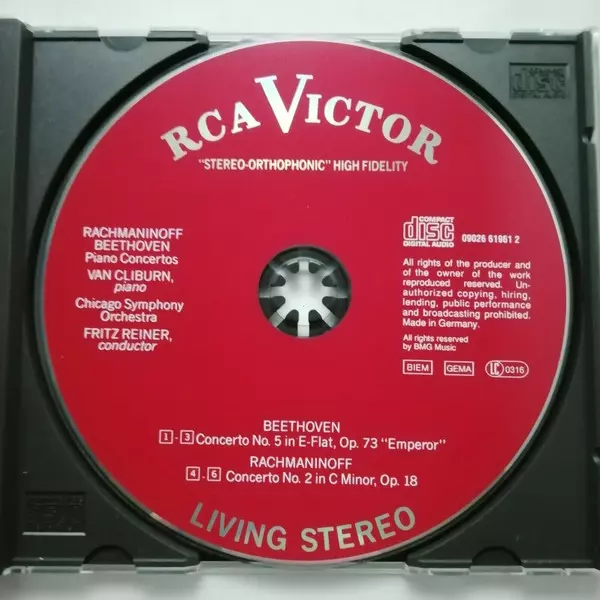 RCA VICTOR
"STEREO-ORTHOPHONIC" HIGH FIDELITY
RACHMANINOFF
BEETHOVEN
Piano Concertos
VAN CLIBURN,
piano
Chicago Symphony
Orchestra
FRITZ REINER,
conductor
COMPACT
disc
DIGITAL AUDIO
09026 61961 2
All rights of the producer and
of the owner of the work
reproduced reserved. Un-
authorized copying, hiring,
lending, public performance
and broadcasting prohibited.
Made in Germany.
All rights reserved
by BMG Music
BIEM
GEMA
LC 0316
BEETHOVEN
1 - 3 Concerto No. 5 in E-Flat, Op. 73 "Emperor"
RACHMANINOFF
4 - 6 Concerto No. 2 in C Minor, Op. 18
LIVING STEREO
disc
DIGITAL AUDIO